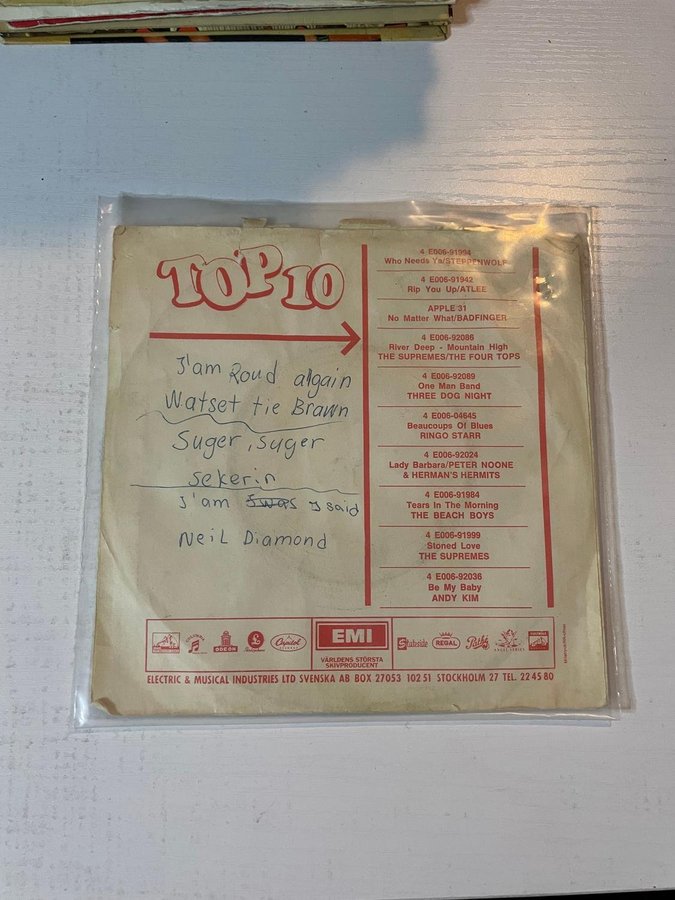 TOP 10
J'am Roud algain
Watset tie Brawn
Suger, suger
Sekerin
J'am J was J said
Neil Diamond
4 E006-91994
Who Needs Ya/STEPPENWOLF
4 E006-91942
Rip You Up/ATLEE
APPLE 31
No Matter What/BADFINGER
4 E006-92086
River Deep - Mountain High
THE SUPREMES/THE FOUR TOPS
4 E006-92089
One Man Band
THREE DOG NIGHT
4 E006-04645
Beaucoups Of Blues
RINGO STARR
4 E006-92024
Lady Barbara/PETER NOONE
& HERMAN'S HERMITS
4 E006-91984
Tears In The Morning
THE BEACH BOYS
4 E006-91999
Stoned Love
THE SUPREMES
4 E006-92036
Be My Baby
ANDY KIM
COLUMBIA
ODEON
Parlophone
Capitol
EMI
VÄRLDENS STÖRSTA
SKIVPRODUCENT
Stateside
REGAL
Pathé
ANGEL SERIES
ELECTRIC & MUSICAL INDUSTRIES LTD SVENSKA AB BOX 27053 102 51 STOCKHOLM 27 TEL. 22 45 80